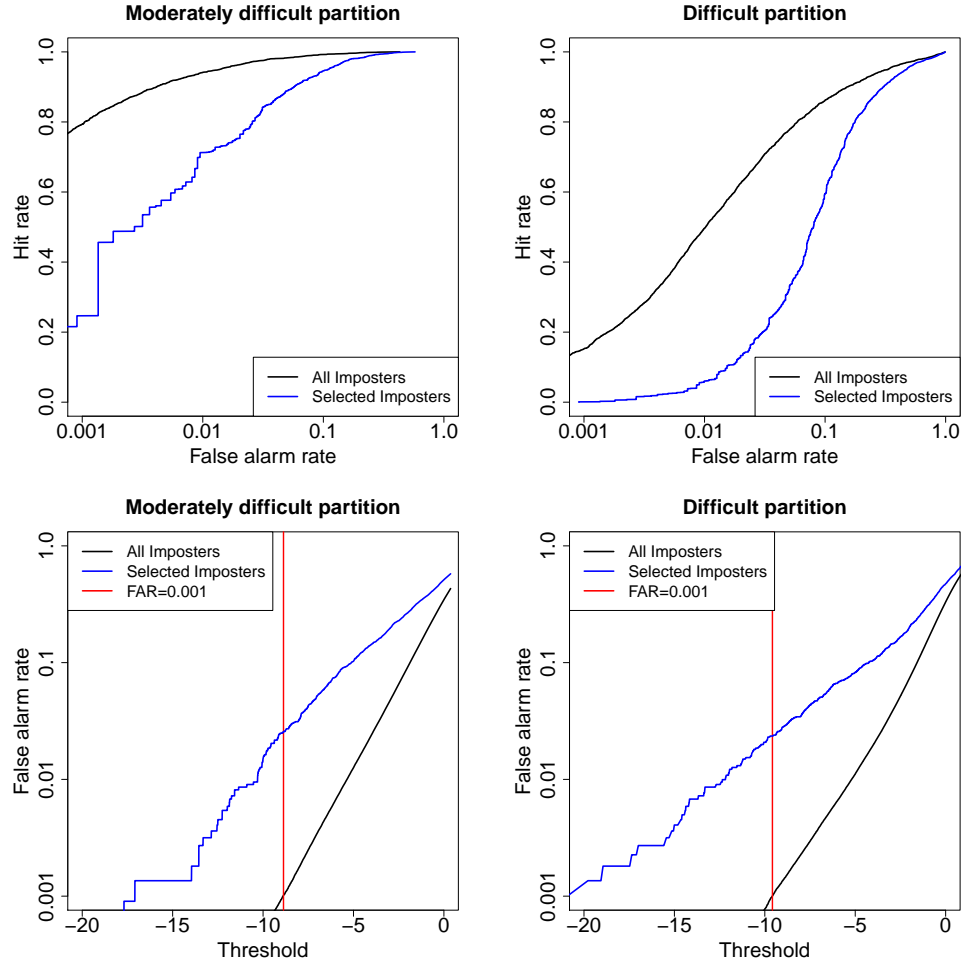 Moderately difficult partition
Hit rate
0.0 0.2 0.4 0.6 0.8 1.0
All Imposters
Selected Imposters
0.001 0.01 0.1 1.0
False alarm rate
Difficult partition
Hit rate
0.0 0.2 0.4 0.6 0.8 1.0
All Imposters
Selected Imposters
0.001 0.01 0.1 1.0
False alarm rate
Moderately difficult partition
False alarm rate
0.001 0.01 0.1 1.0
All Imposters
Selected Imposters
FAR=0.001
−20 −15 −10 −5 0
Threshold
Difficult partition
False alarm rate
0.001 0.01 0.1 1.0
All Imposters
Selected Imposters
FAR=0.001
−20 −15 −10 −5 0
Threshold